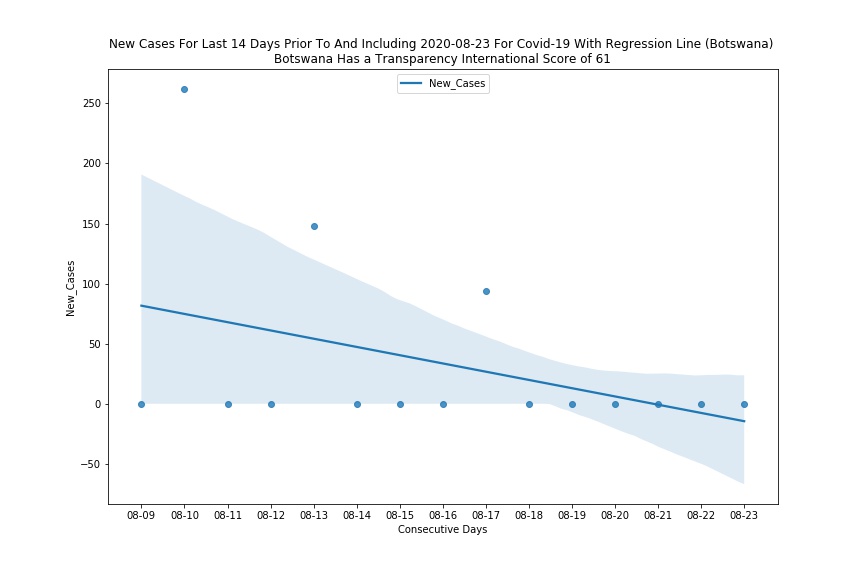 New Cases For Last 14 Days Prior To And Including 2020-08-23 For Covid-19 With Regression Line (Botswana)
Botswana Has a Transparency International Score of 61
New_Cases
250
200
150
100
50
0
−50
New_Cases
08-09 08-10 08-11 08-12 08-13 08-14 08-15 08-16 08-17 08-18 08-19 08-20 08-21 08-22 08-23
Consecutive Days